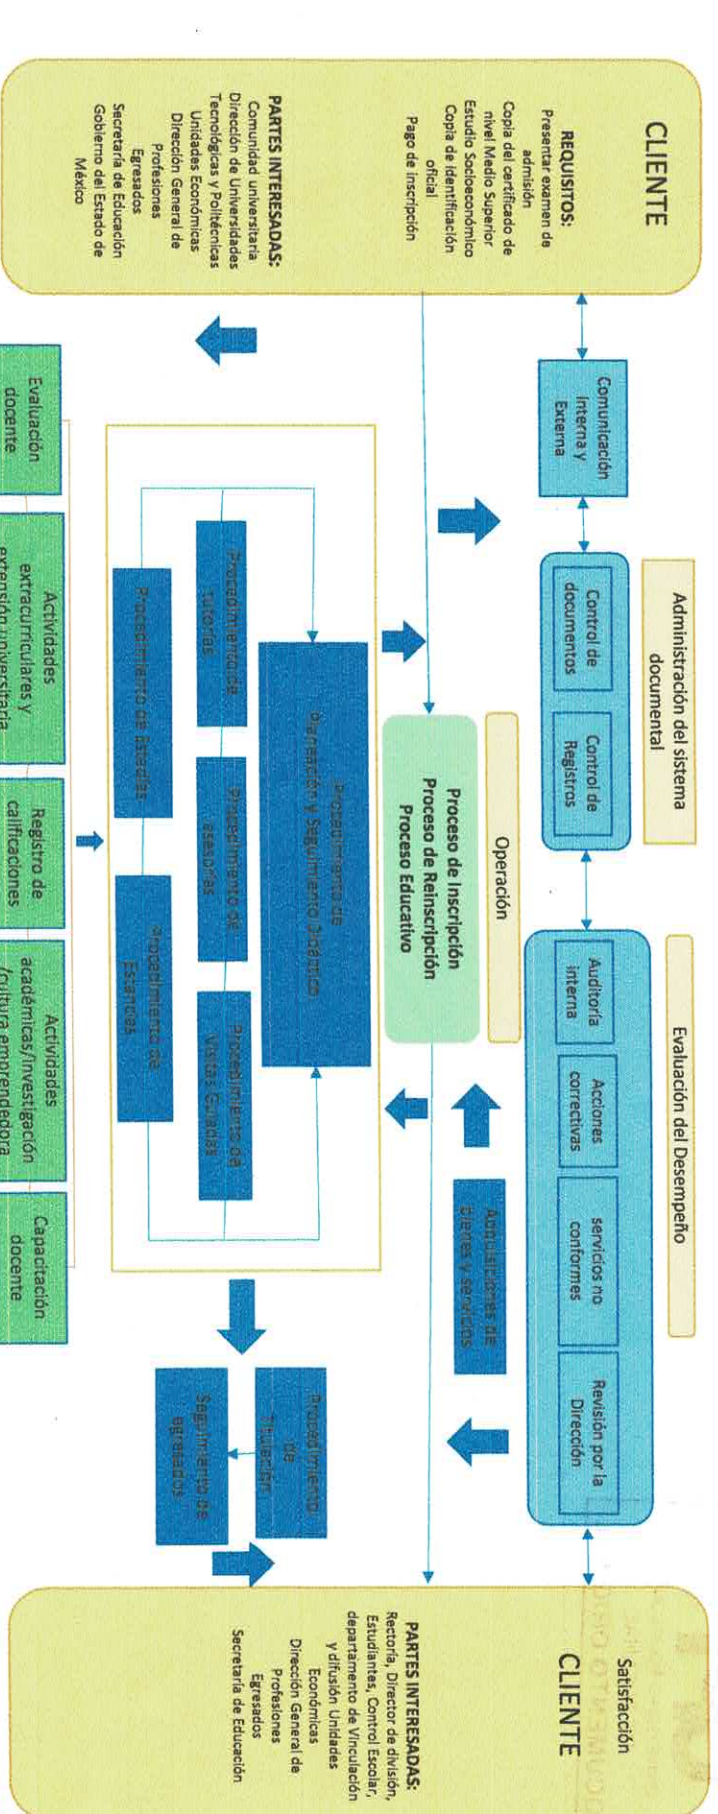 CLIENTE
REQUISITOS:
Presentar examen de
admisión
Copia del certificado de
nivel Medio Superior
Estudio Socioeconómico
Copia de identificación
oficial
Pago de inscripción
PARTES INTERESADAS:
Comunidad universitaria
Dirección de Universidades
Tecnológicas y Politécnicas
Unidades Económicas
Dirección General de
Profesiones
Egresados
Secretaría de Educación
Gobierno del Estado de
México
Comunicación
Interna y
Externa
Administración del sistema
documental
Control de
documentos
Control de
Registros
Evaluación del Desempeño
Auditoría
interna
Acciones
correctivas
servicios no
conformes
Revisión por la
Dirección
Operación
Proceso de Inscripción
Proceso de Reinscripción
Proceso Educativo
Adquisiciones de
bienes y servicios
Procedimiento de
Planeación y Seguimiento Didáctico
Procedimiento de
tutorías
Procedimiento de
asesorías
Procedimiento de
Visitas Guiadas
Procedimiento de Estadías
Procedimiento de
Estancias
Procedimiento
de
Titulación
Seguimiento de
egresados
Evaluación
docente
Actividades
extracurriculares y
extensión universitaria
Registro de
calificaciones
Actividades
académicas/investigación
/cultura emprendedora
Capacitación
docente
Satisfacción
CLIENTE
PARTES INTERESADAS:
Rectoría, Director de división,
Estudiantes, Control Escolar,
departamento de Vinculación
y difusión Unidades
Económicas
Dirección General de
Profesiones
Egresados
Secretaría de Educación